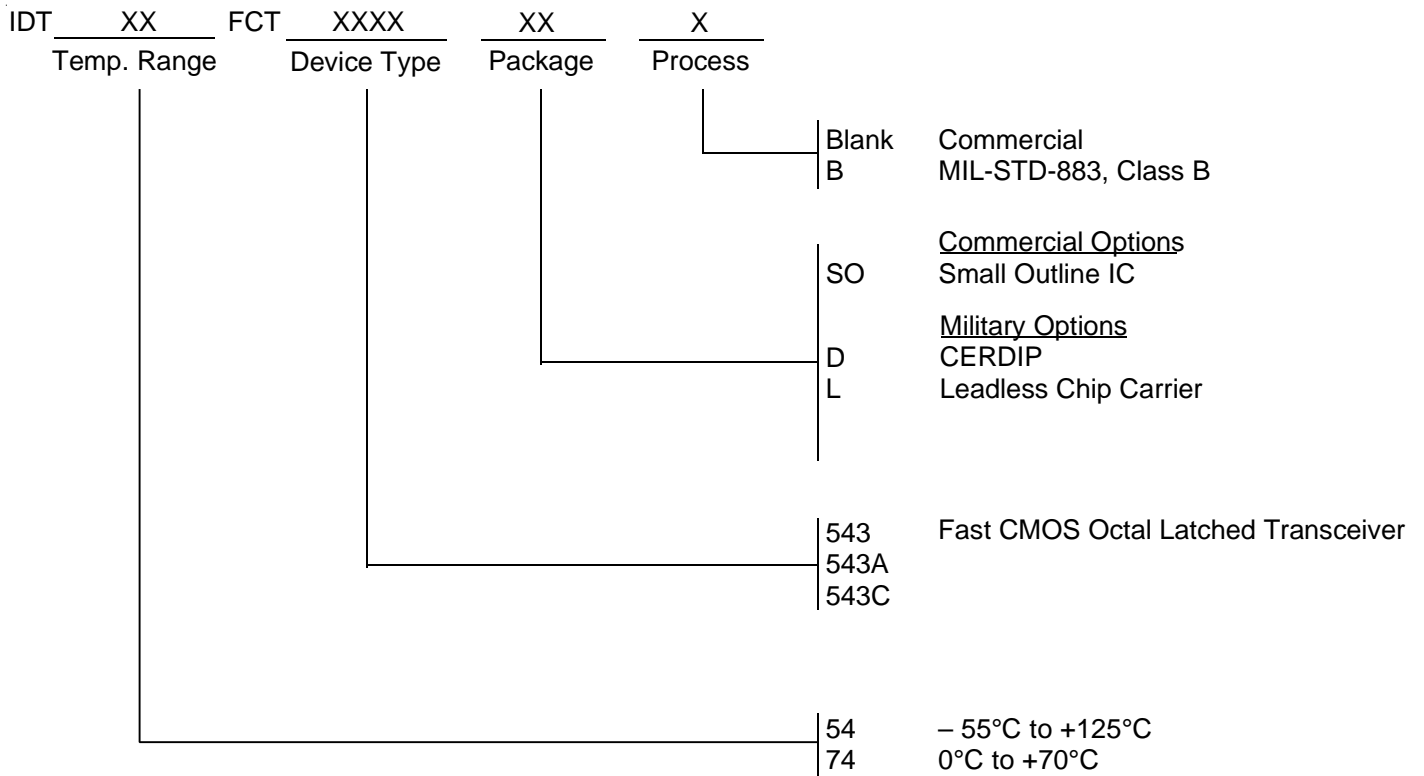 IDT XX FCT XXXX XX X
Temp. Range Device Type Package Process
Blank Commercial
B MIL-STD-883, Class B
Commercial Options
SO Small Outline IC
Military Options
D CERDIP
L Leadless Chip Carrier
543 Fast CMOS Octal Latched Transceiver
543A
543C
54 – 55°C to +125°C
74 0°C to +70°C